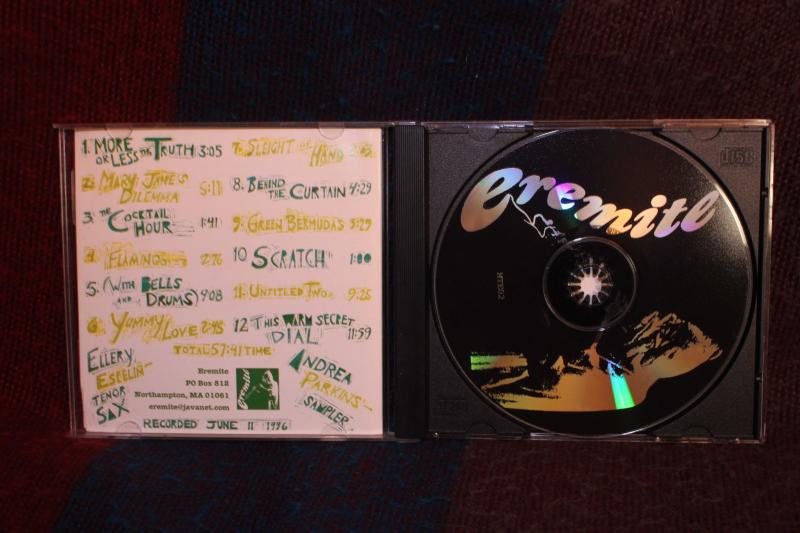 1. MORE OR LESS THE TRUTH 3:05
2. MARY JANE'S DILEMMA 5:11
3. THE COCKTAIL HOUR 1:41
4. FLAMINGOS
5. (WITH BELLS AND DRUMS) 9:08
6. YUMMY LOVE 2:45
7. SLEIGHT OF HAND
8. BEHIND THE CURTAIN 4:29
9. GREEN BERMUDAS 3:29
10 SCRATCH 1:00
11. UNTITLED TWO 9:28
12 THIS WARM SECRET DIAL 11:59
TOTAL 57:41 TIME
ELLERY ESKELIN
TENOR SAX
Eremite
PO Box 812
Northampton, MA 01061
eremite@javanet.com
eremite
ANDREA PARKINS
SAMPLER
RECORDED JUNE 11 1996
eremite
disc